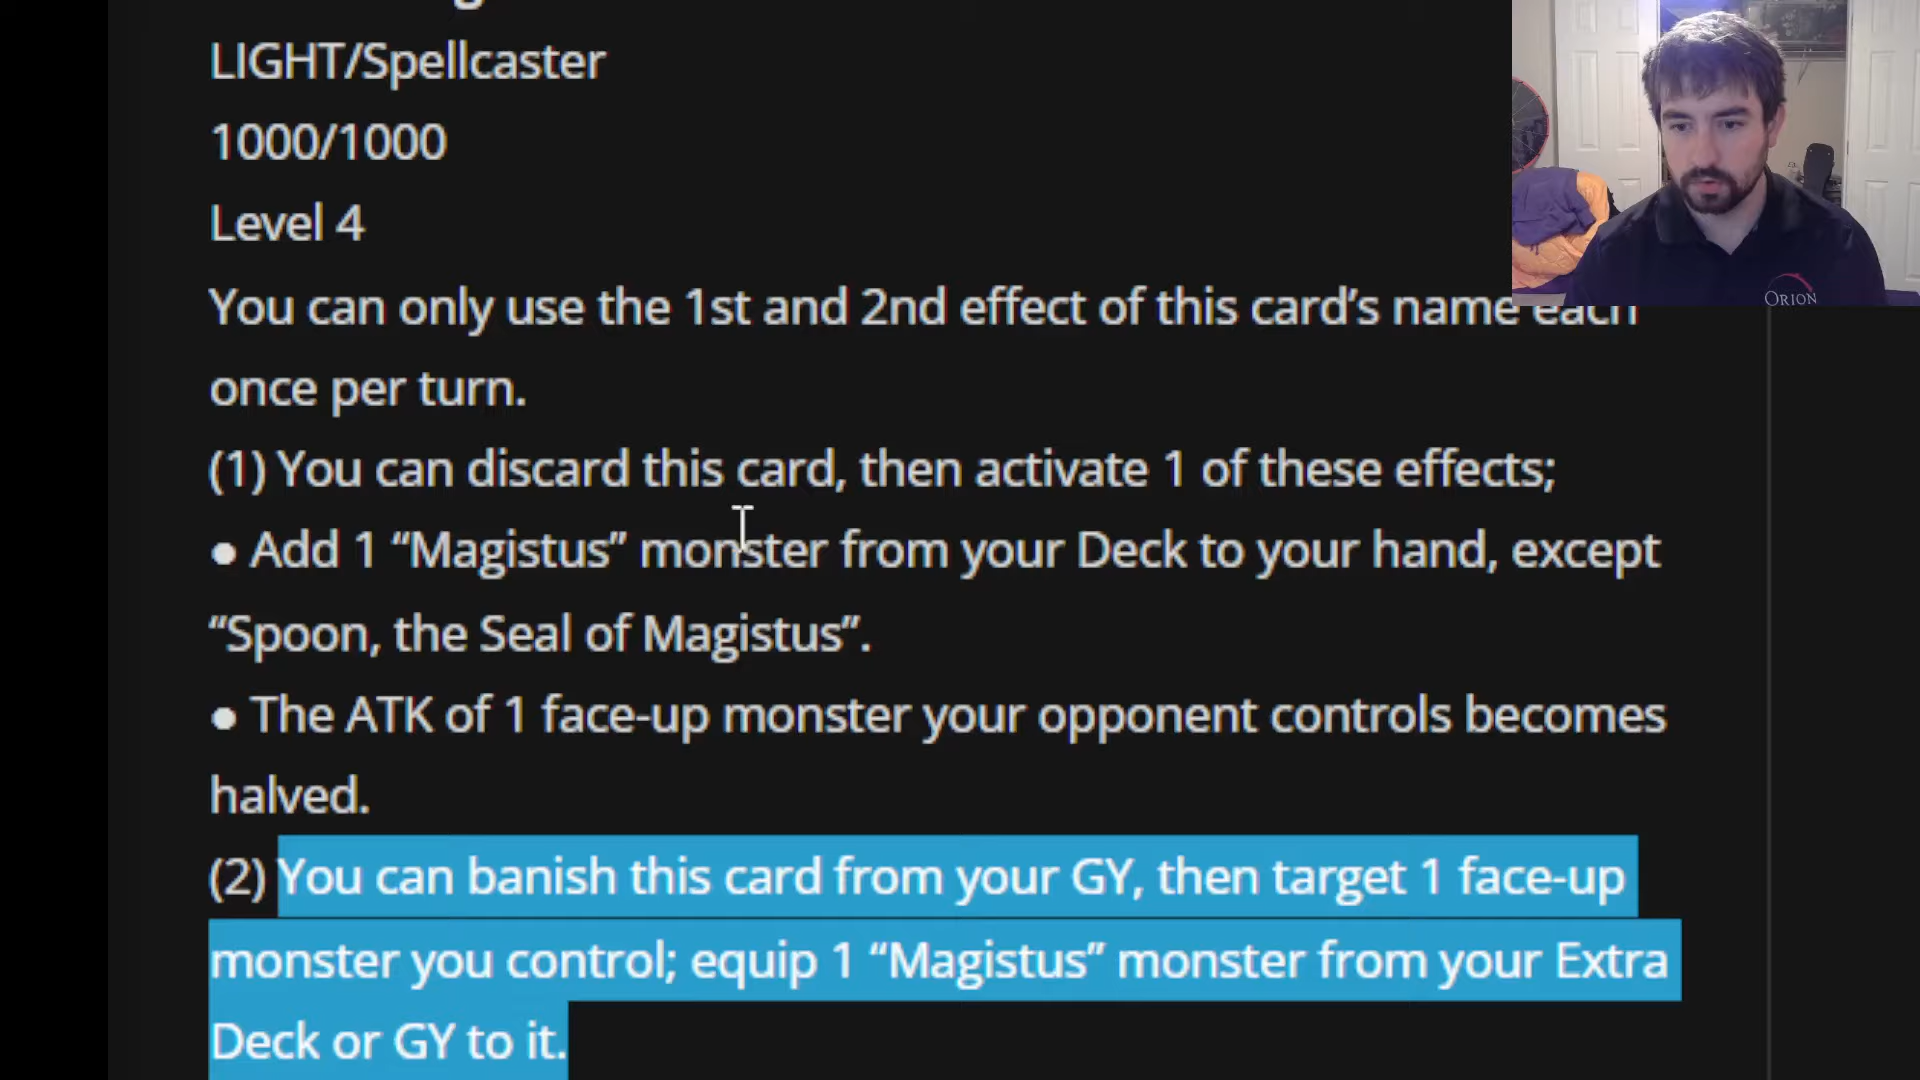 LIGHT/Spellcaster
1000/1000
Level 4
You can only use the 1st and 2nd effect of this card’s name each
once per turn.
(1) You can discard this card, then activate 1 of these effects;
● Add 1 “Magistus” monster from your Deck to your hand, except
“Spoon, the Seal of Magistus”.
● The ATK of 1 face-up monster your opponent controls becomes
halved.
(2) You can banish this card from your GY, then target 1 face-up
monster you control; equip 1 “Magistus” monster from your Extra
Deck or GY to it.
ORION